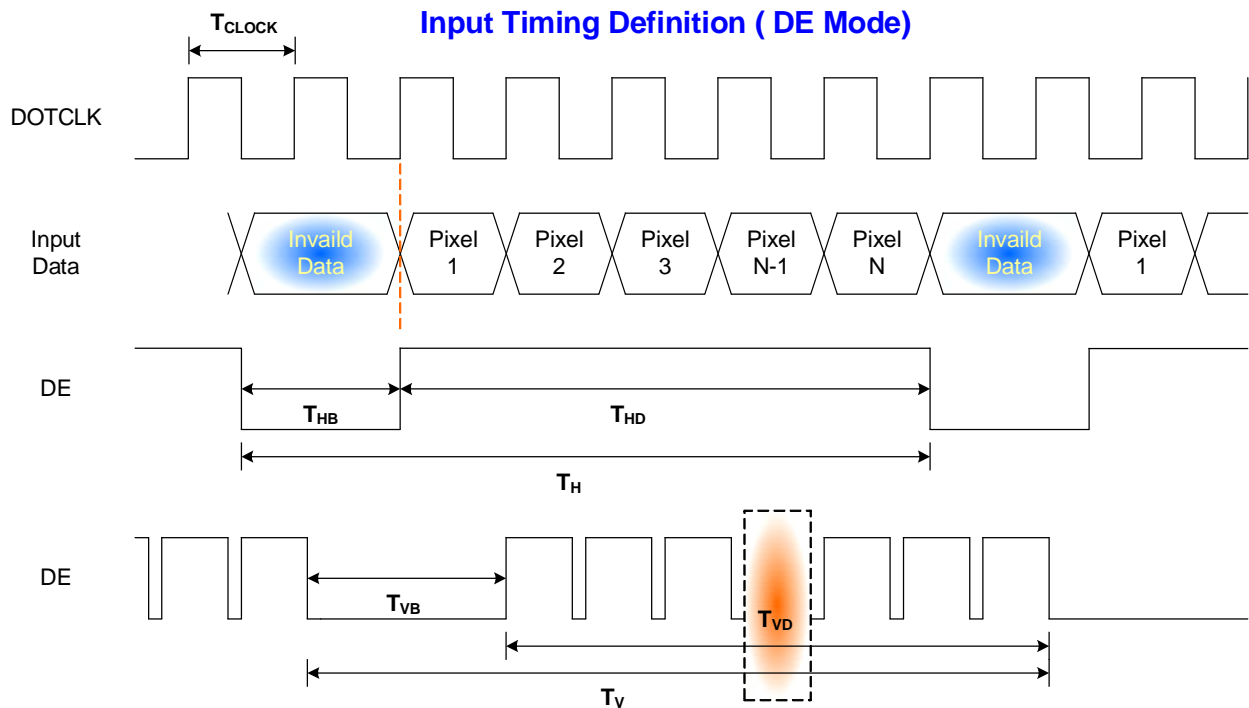 Input Timing Definition ( DE Mode)
TCLOCK
DOTCLK
Input
Data
Invaild
Data
Pixel
1
Pixel
2
Pixel
3
Pixel
N-1
Pixel
N
Invaild
Data
Pixel
1
DE
THB
THD
TH
DE
TVB
TVD
TV